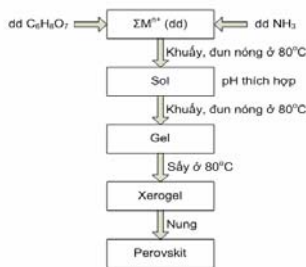 dd C₆H₈O₇ ΣMⁿ⁺ (dd) dd NH₃
Khuấy, đun nóng ở 80°C
Sol pH thích hợp
Khuấy, đun nóng ở 80°C
Gel
Sấy ở 80°C
Xerogel
Nung
Perovskit